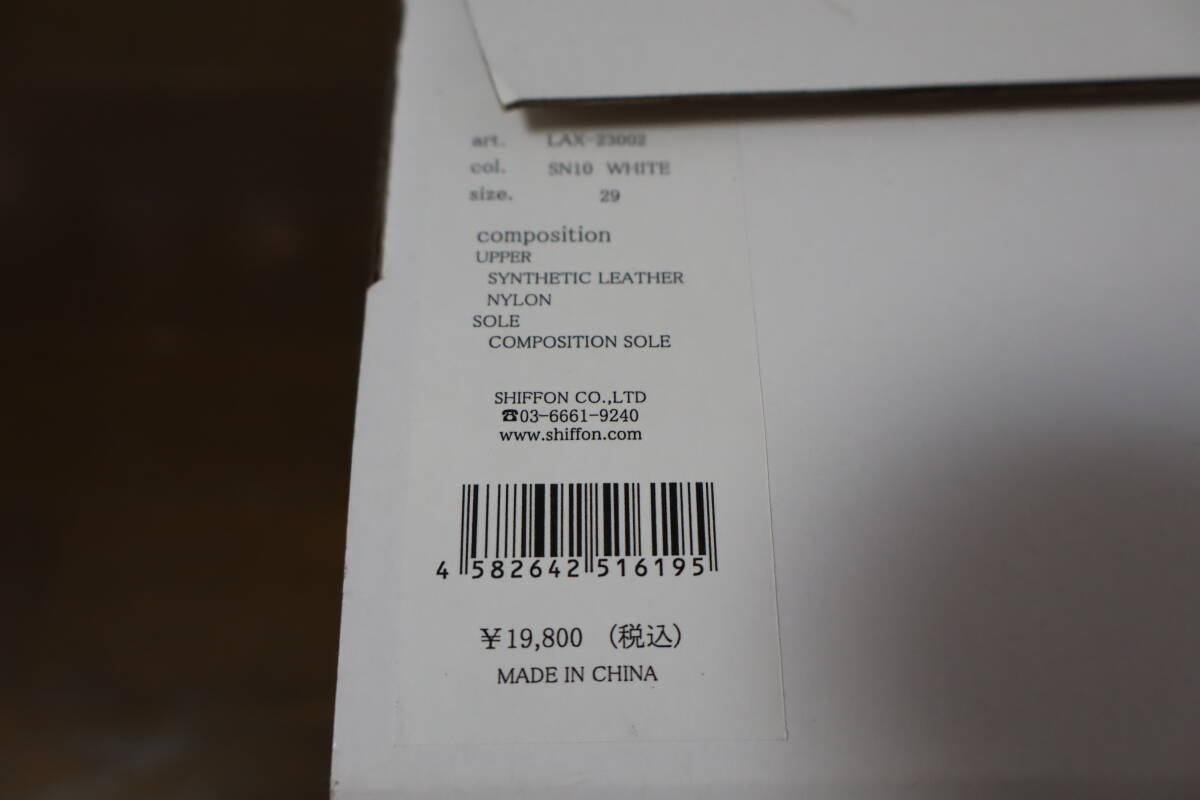 art. LAX-23002
col. SN10 WHITE
size. 29
composition
UPPER
SYNTHETIC LEATHER
NYLON
SOLE
COMPOSITION SOLE
SHIFFON CO.,LTD
☎03-6661-9240
www.shiffon.com
4 582642 516195
¥19,800 (税込)
MADE IN CHINA